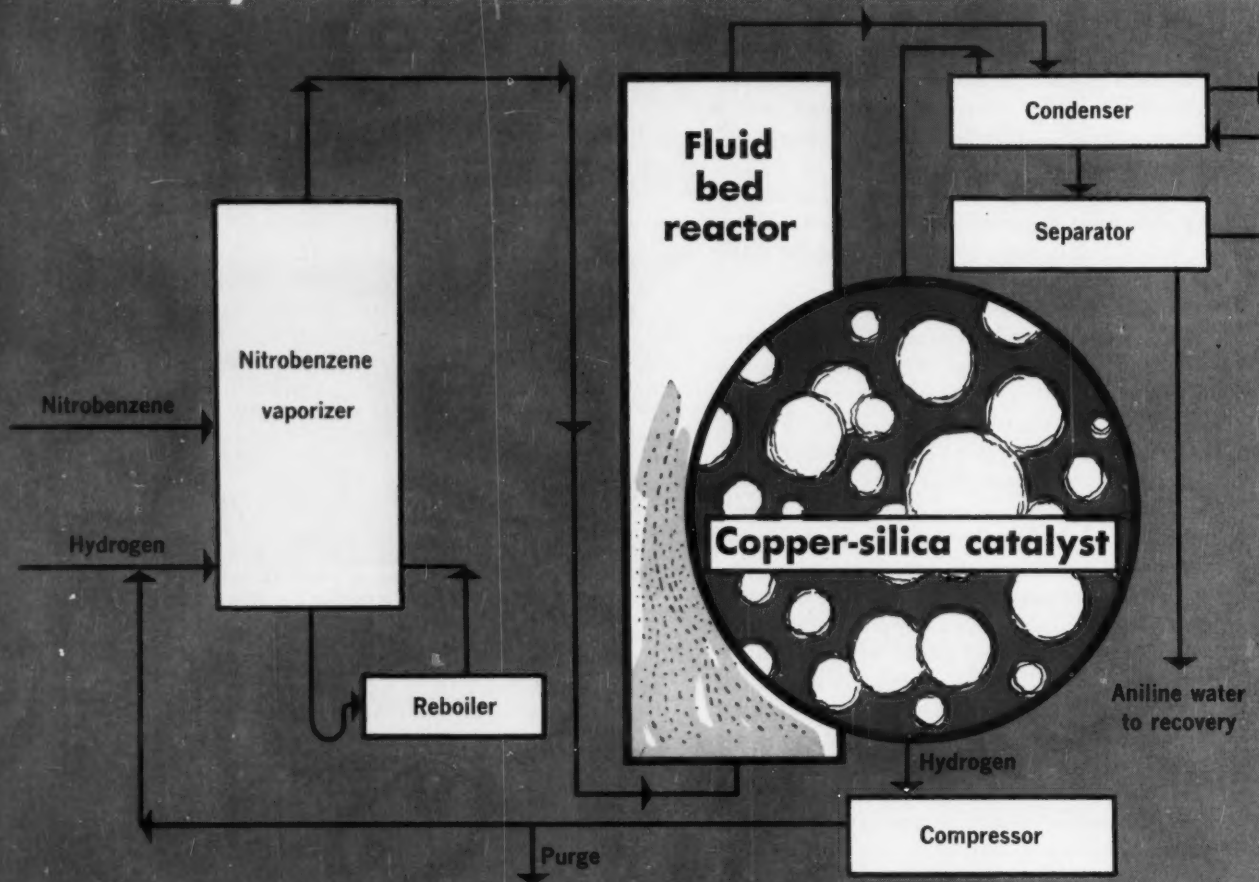 Condenser
Fluid
bed
reactor
Separator
Nitrobenzene
vaporizer
Nitrobenzene
Hydrogen
Copper-silica catalyst
Reboiler
Aniline water
to recovery
Hydrogen
Compressor
Purge